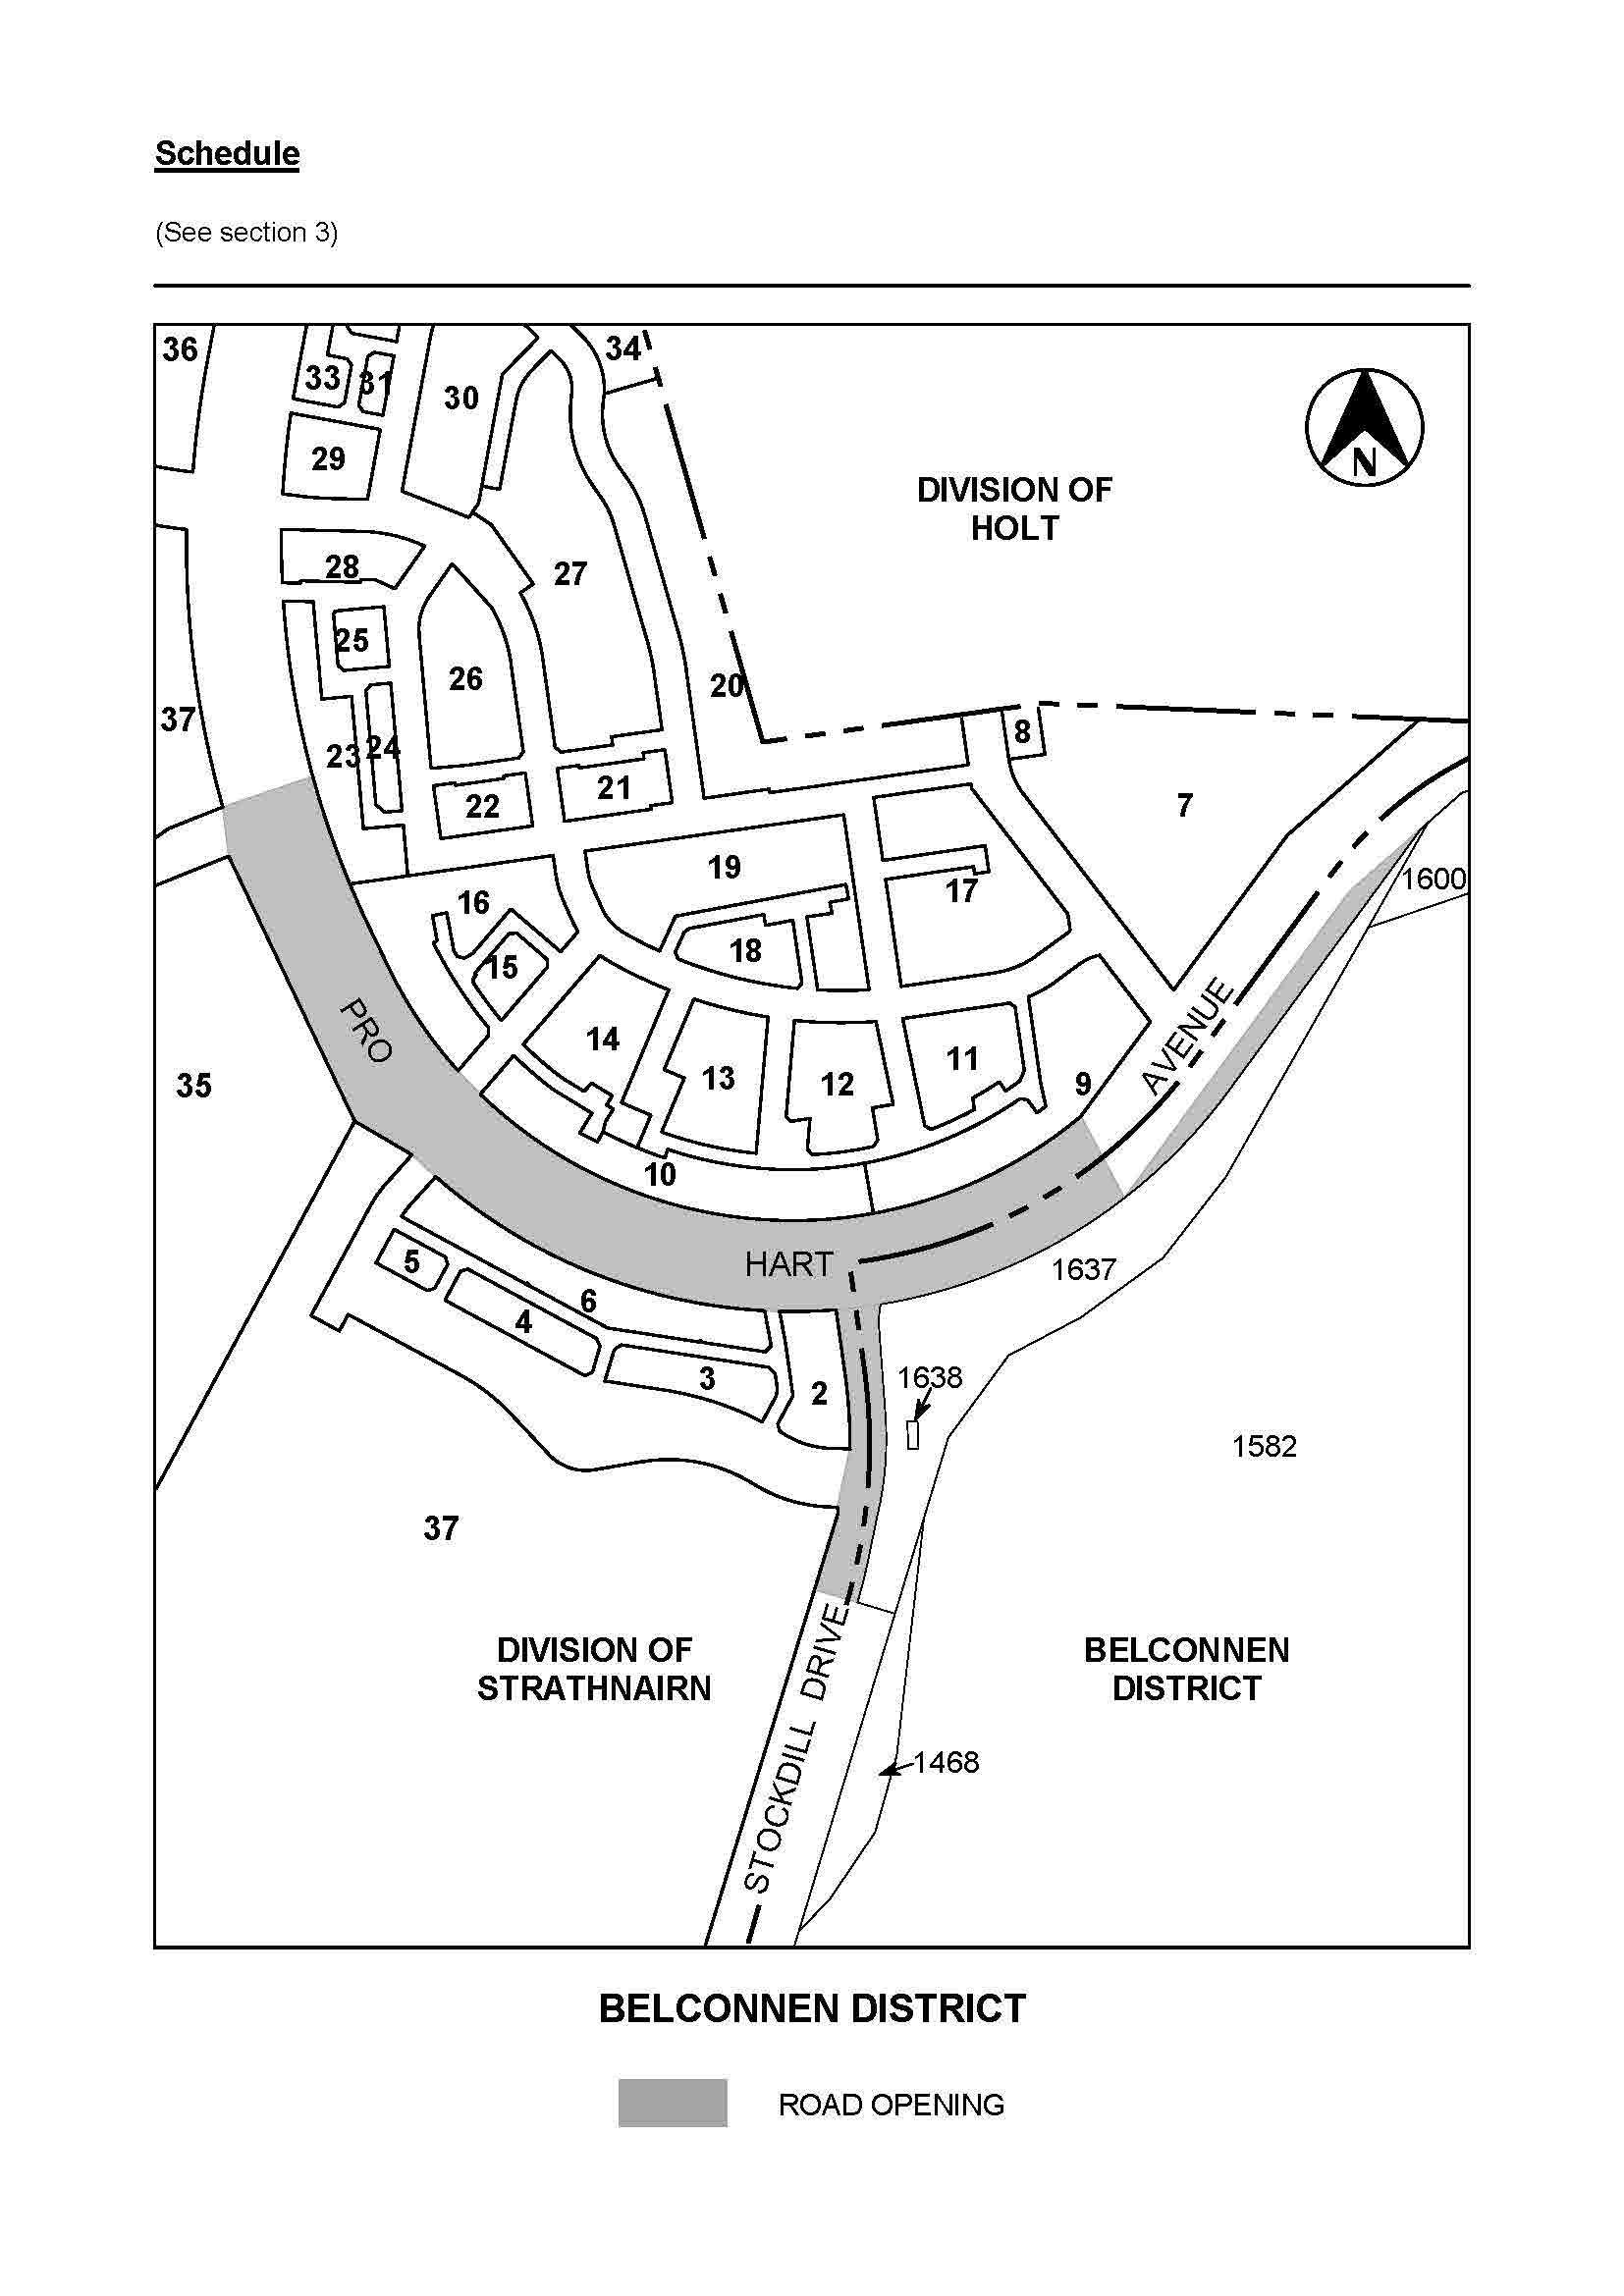 Schedule
(See section 3)
36
34
33
31
30
29
N
DIVISION OF
HOLT
28
27
25
26
20
37
23
24
8
22
21
7
19
1600
16
17
18
15
PRO
14
13
12
11
9
AVENUE
35
10
HART
1637
5
6
4
3
2
1638
1582
37
DIVISION OF
STRATHNAIRN
STOCKDILL DRIVE
BELCONNEN
DISTRICT
1468
BELCONNEN DISTRICT
ROAD OPENING